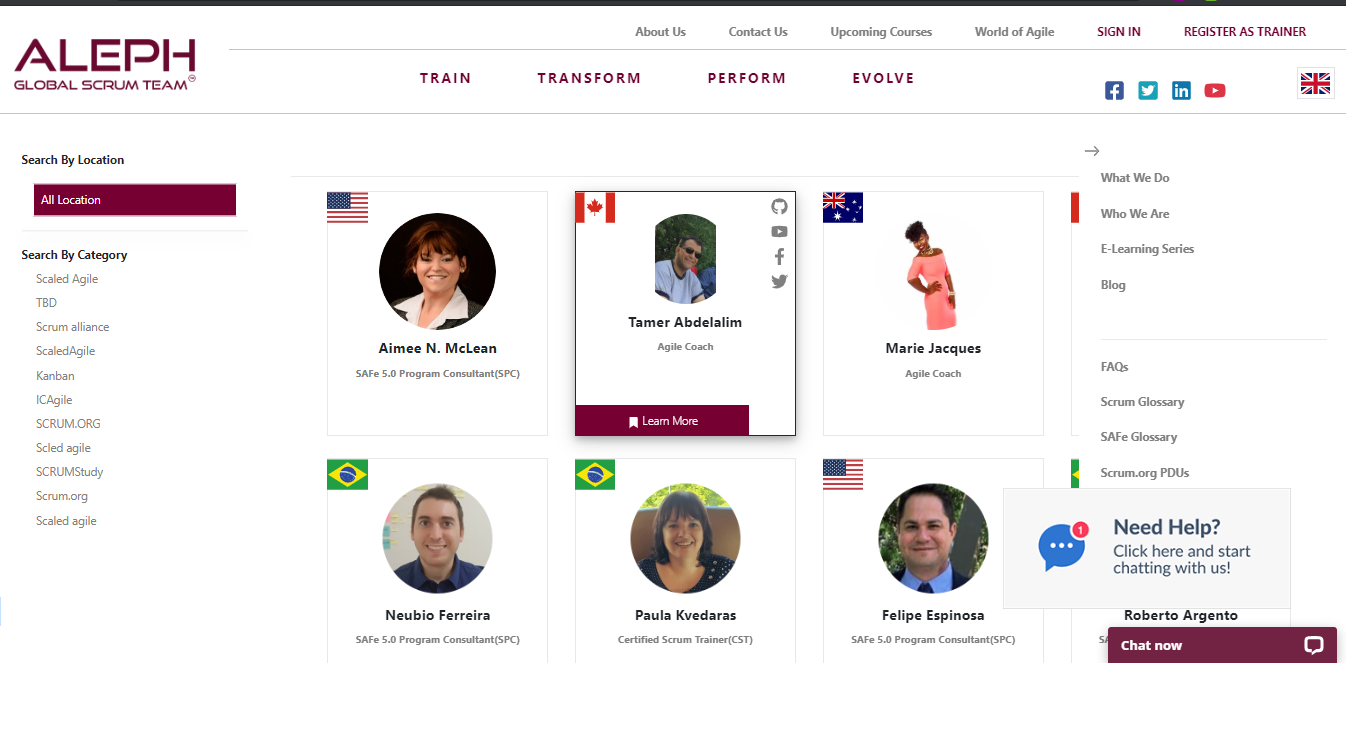 About Us Contact Us Upcoming Courses World of Agile SIGN IN REGISTER AS TRAINER
ALEPH
GLOBAL SCRUM TEAM™
TRAIN TRANSFORM PERFORM EVOLVE
Search By Location
All Location
Search By Category
Scaled Agile
TBD
Scrum alliance
ScaledAgile
Kanban
ICAgile
SCRUM.ORG
Scled agile
SCRUMStudy
Scrum.org
Scaled agile
Aimee N. McLean
SAFe 5.0 Program Consultant(SPC)
Tamer Abdelalim
Agile Coach
Learn More
Marie Jacques
Agile Coach
Neubio Ferreira
SAFe 5.0 Program Consultant(SPC)
Paula Kvedaras
Certified Scrum Trainer(CST)
Felipe Espinosa
SAFe 5.0 Program Consultant(SPC)
Roberto Argento
What We Do
Who We Are
E-Learning Series
Blog
FAQs
Scrum Glossary
SAFe Glossary
Scrum.org PDUs
1
Need Help?
Click here and start
chatting with us!
Chat now